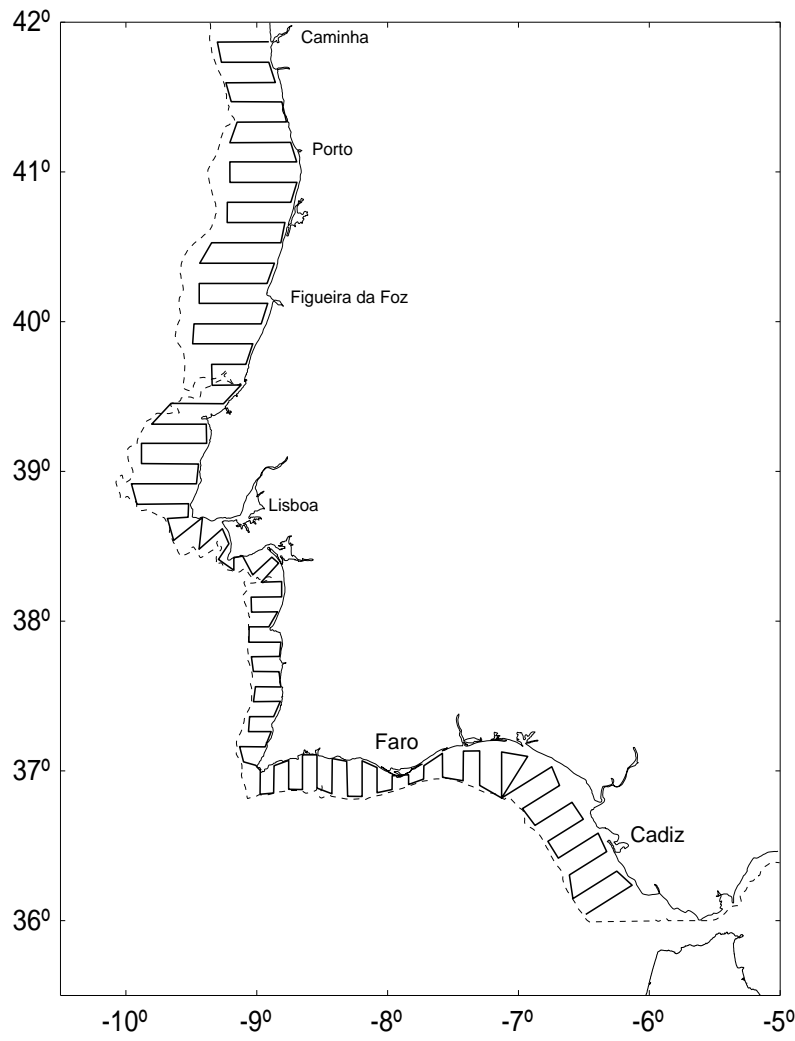 42º
Caminha
Porto
41º
Figueira da Foz
40º
39º
Lisboa
38º
Faro
37º
Cadiz
36º
-10º -9º -8º -7º -6º -5º